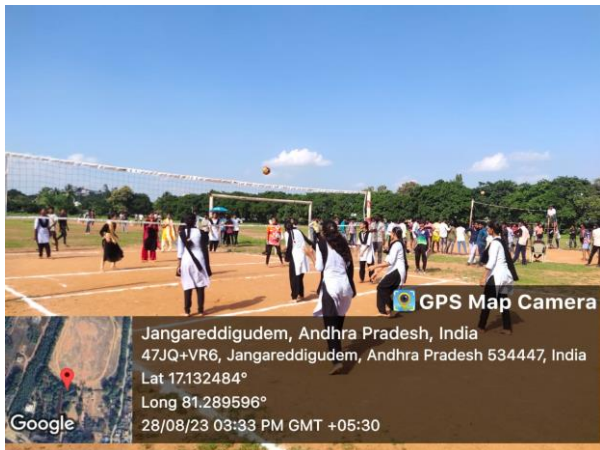 GPS Map Camera
Jangareddigudem, Andhra Pradesh, India
47JQ+VR6, Jangareddigudem, Andhra Pradesh 534447, India
Lat 17.132484°
Long 81.289596°
28/08/23 03:33 PM GMT +05:30
Google